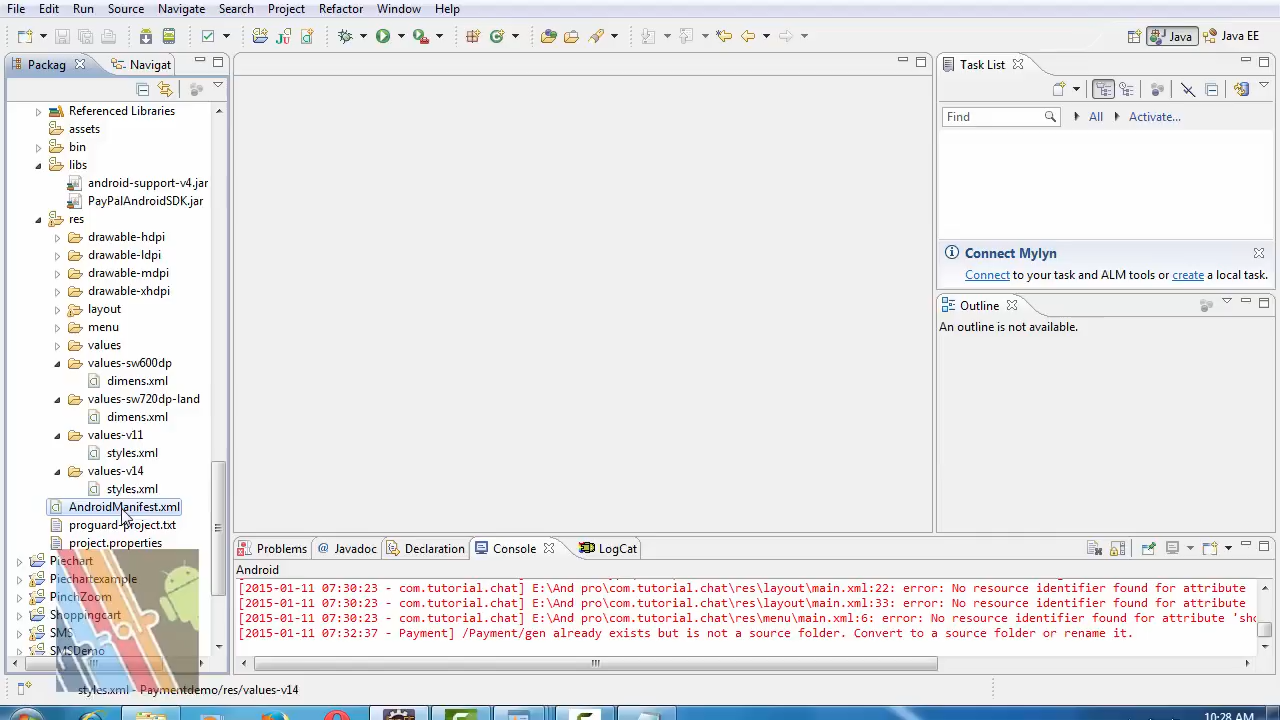 File Edit Run Source Navigate Search Project Refactor Window Help
Java Java EE
Packag Navigat
Task List
Referenced Libraries
assets
bin
libs
android-support-v4.jar
PayPalAndroidSDK.jar
res
drawable-hdpi
drawable-ldpi
drawable-mdpi
drawable-xhdpi
layout
menu
values
values-sw600dp
dimens.xml
values-sw720dp-land
dimens.xml
values-v11
styles.xml
values-v14
styles.xml
AndroidManifest.xml
proguard-project.txt
project.properties
Piechart
Piechartexample
PinchZoom
Shoppingcart
SMS
SMSDemo
Find All Activate...
Connect Mylyn
Connect to your task and ALM tools or create a local task.
Outline
An outline is not available.
Problems Javadoc Declaration Console LogCat
Android
[2015-01-11 07:30:23 - com.tutorial.chat] E:\And pro\com.tutorial.chat\res\layout\main.xml:22: error: No resource identifier found for attribute
[2015-01-11 07:30:23 - com.tutorial.chat] E:\And pro\com.tutorial.chat\res\layout\main.xml:33: error: No resource identifier found for attribute
[2015-01-11 07:30:23 - com.tutorial.chat] E:\And pro\com.tutorial.chat\res\menu\main.xml:6: error: No resource identifier found for attribute 'sho
[2015-01-11 07:32:37 - Payment] /Payment/gen already exists but is not a source folder. Convert to a source folder or rename it.
styles.xml - Paymentdemo/res/values-v14
10:28 AM